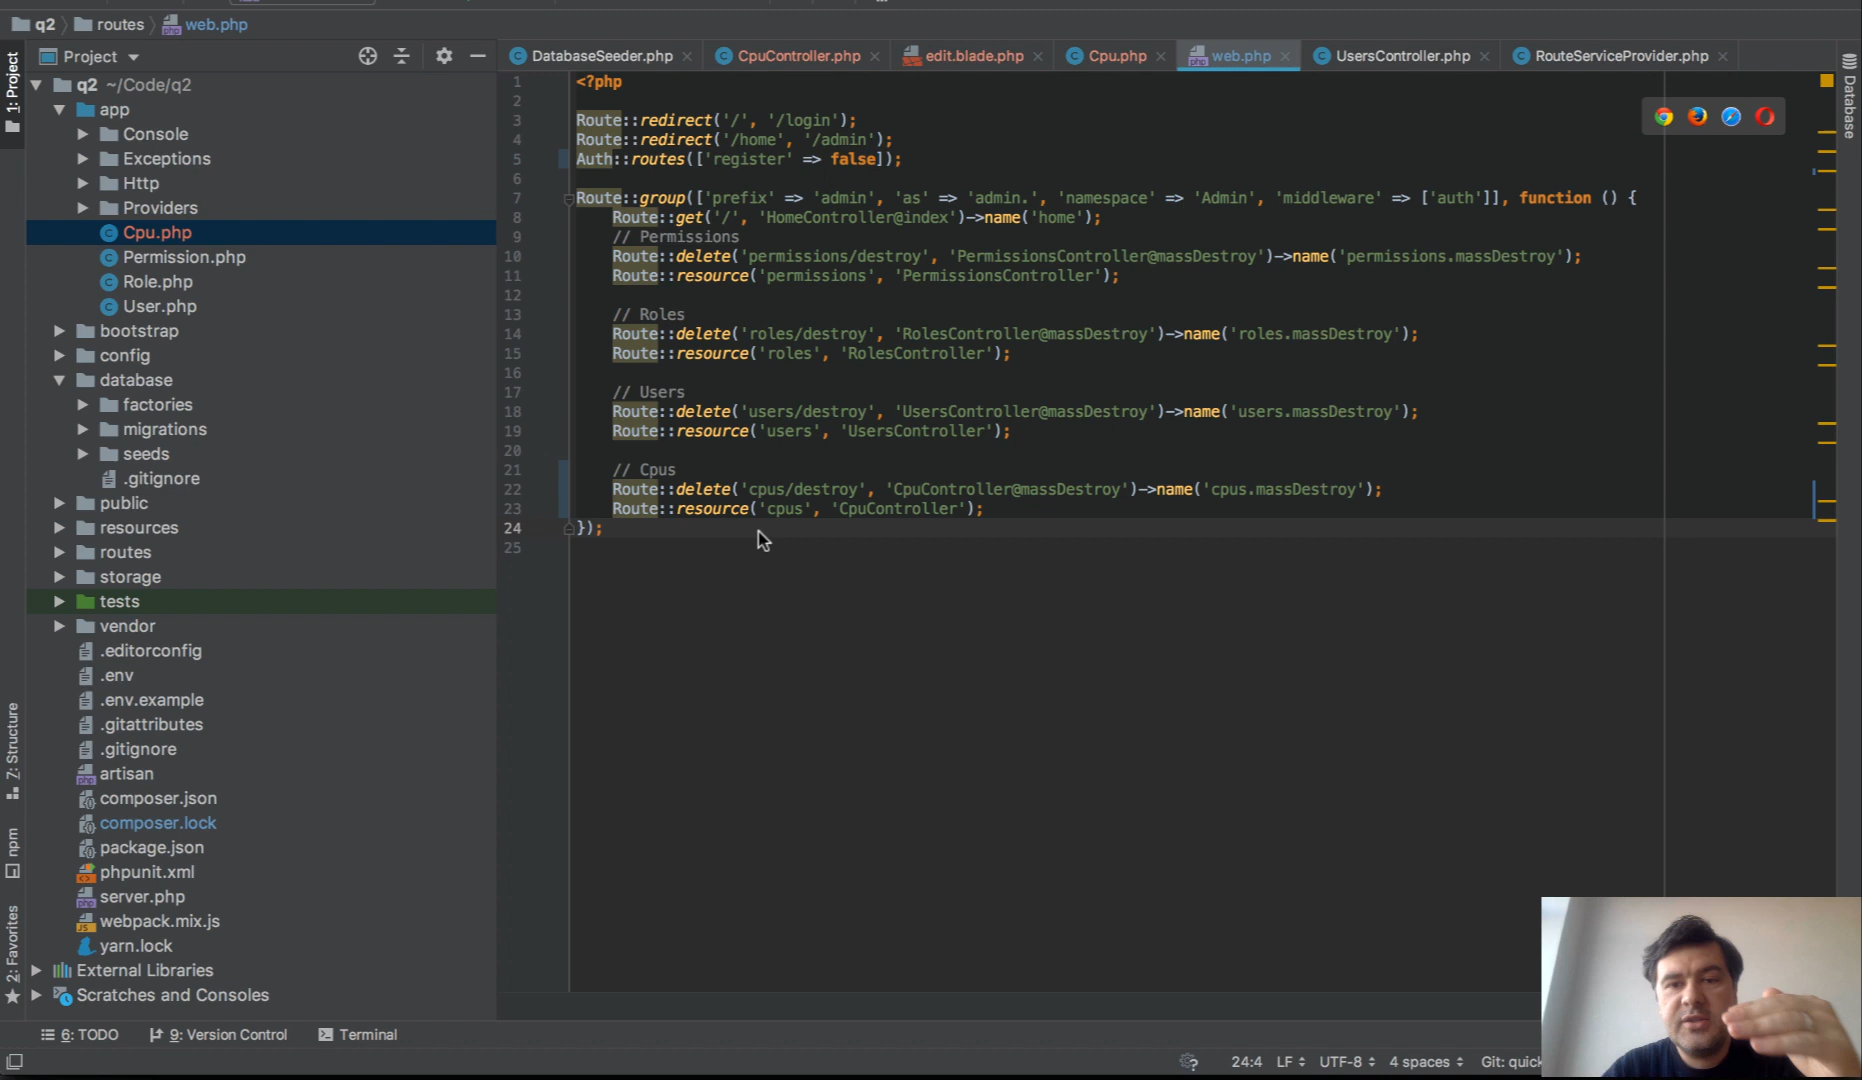 q2 routes web.php
Project
DatabaseSeeder.php CpuController.php edit.blade.php Cpu.php web.php UsersController.php RouteServiceProvider.php
1: Project
7: Structure
npm
2: Favorites
Database
q2 ~/Code/q2
app
Console
Exceptions
Http
Providers
Cpu.php
Permission.php
Role.php
User.php
bootstrap
config
database
factories
migrations
seeds
.gitignore
public
resources
routes
storage
tests
vendor
.editorconfig
.env
.env.example
.gitattributes
.gitignore
artisan
composer.json
composer.lock
package.json
phpunit.xml
server.php
webpack.mix.js
yarn.lock
External Libraries
Scratches and Consoles
1 <?php
2
3 Route::redirect('/', '/login');
4 Route::redirect('/home', '/admin');
5 Auth::routes(['register' => false]);
6
7 Route::group(['prefix' => 'admin', 'as' => 'admin.', 'namespace' => 'Admin', 'middleware' => ['auth']], function () {
8 Route::get('/', 'HomeController@index')->name('home');
9 // Permissions
10 Route::delete('permissions/destroy', 'PermissionsController@massDestroy')->name('permissions.massDestroy');
11 Route::resource('permissions', 'PermissionsController');
12
13 // Roles
14 Route::delete('roles/destroy', 'RolesController@massDestroy')->name('roles.massDestroy');
15 Route::resource('roles', 'RolesController');
16
17 // Users
18 Route::delete('users/destroy', 'UsersController@massDestroy')->name('users.massDestroy');
19 Route::resource('users', 'UsersController');
20
21 // Cpus
22 Route::delete('cpus/destroy', 'CpuController@massDestroy')->name('cpus.massDestroy');
23 Route::resource('cpus', 'CpuController');
24 });
25
6: TODO 9: Version Control Terminal
24:4 LF UTF-8 4 spaces Git: quick